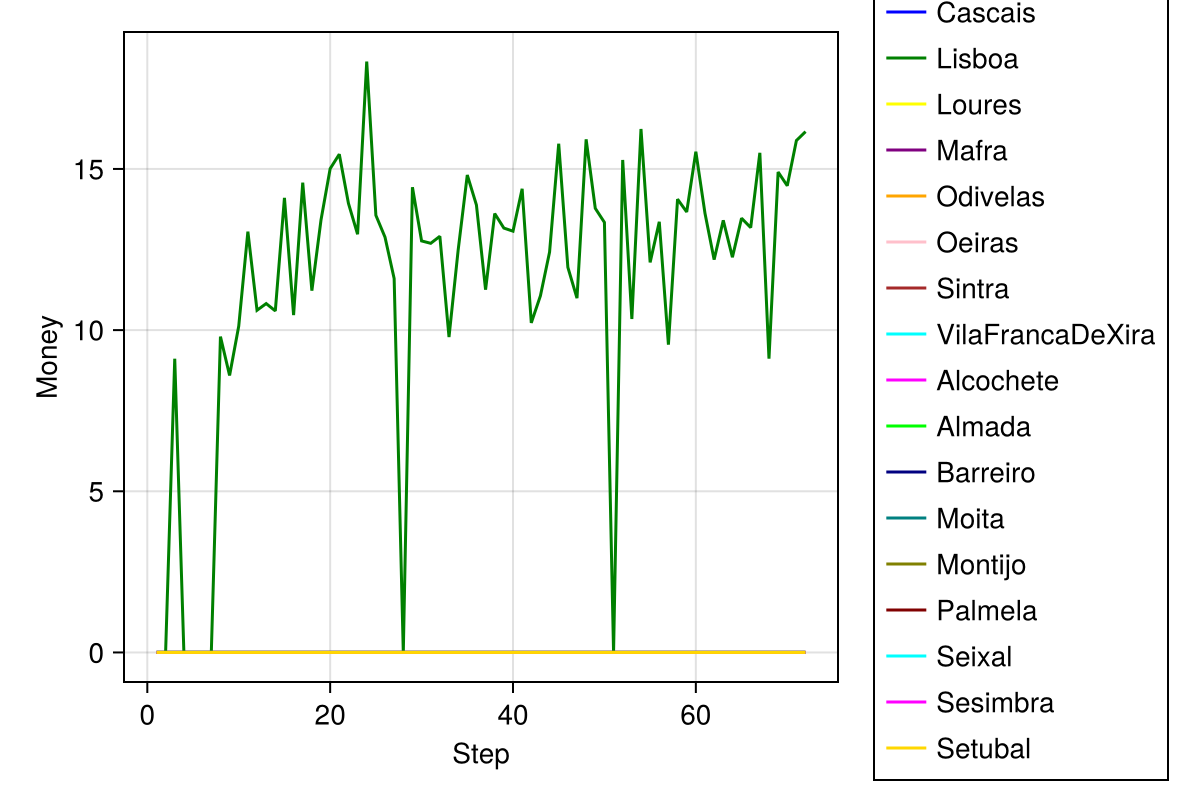 Money
15
10
5
0
0 20 40 60
Step
Cascais
Lisboa
Loures
Mafra
Odivelas
Oeiras
Sintra
VilaFrancaDeXira
Alcochete
Almada
Barreiro
Moita
Montijo
Palmela
Seixal
Sesimbra
Setubal